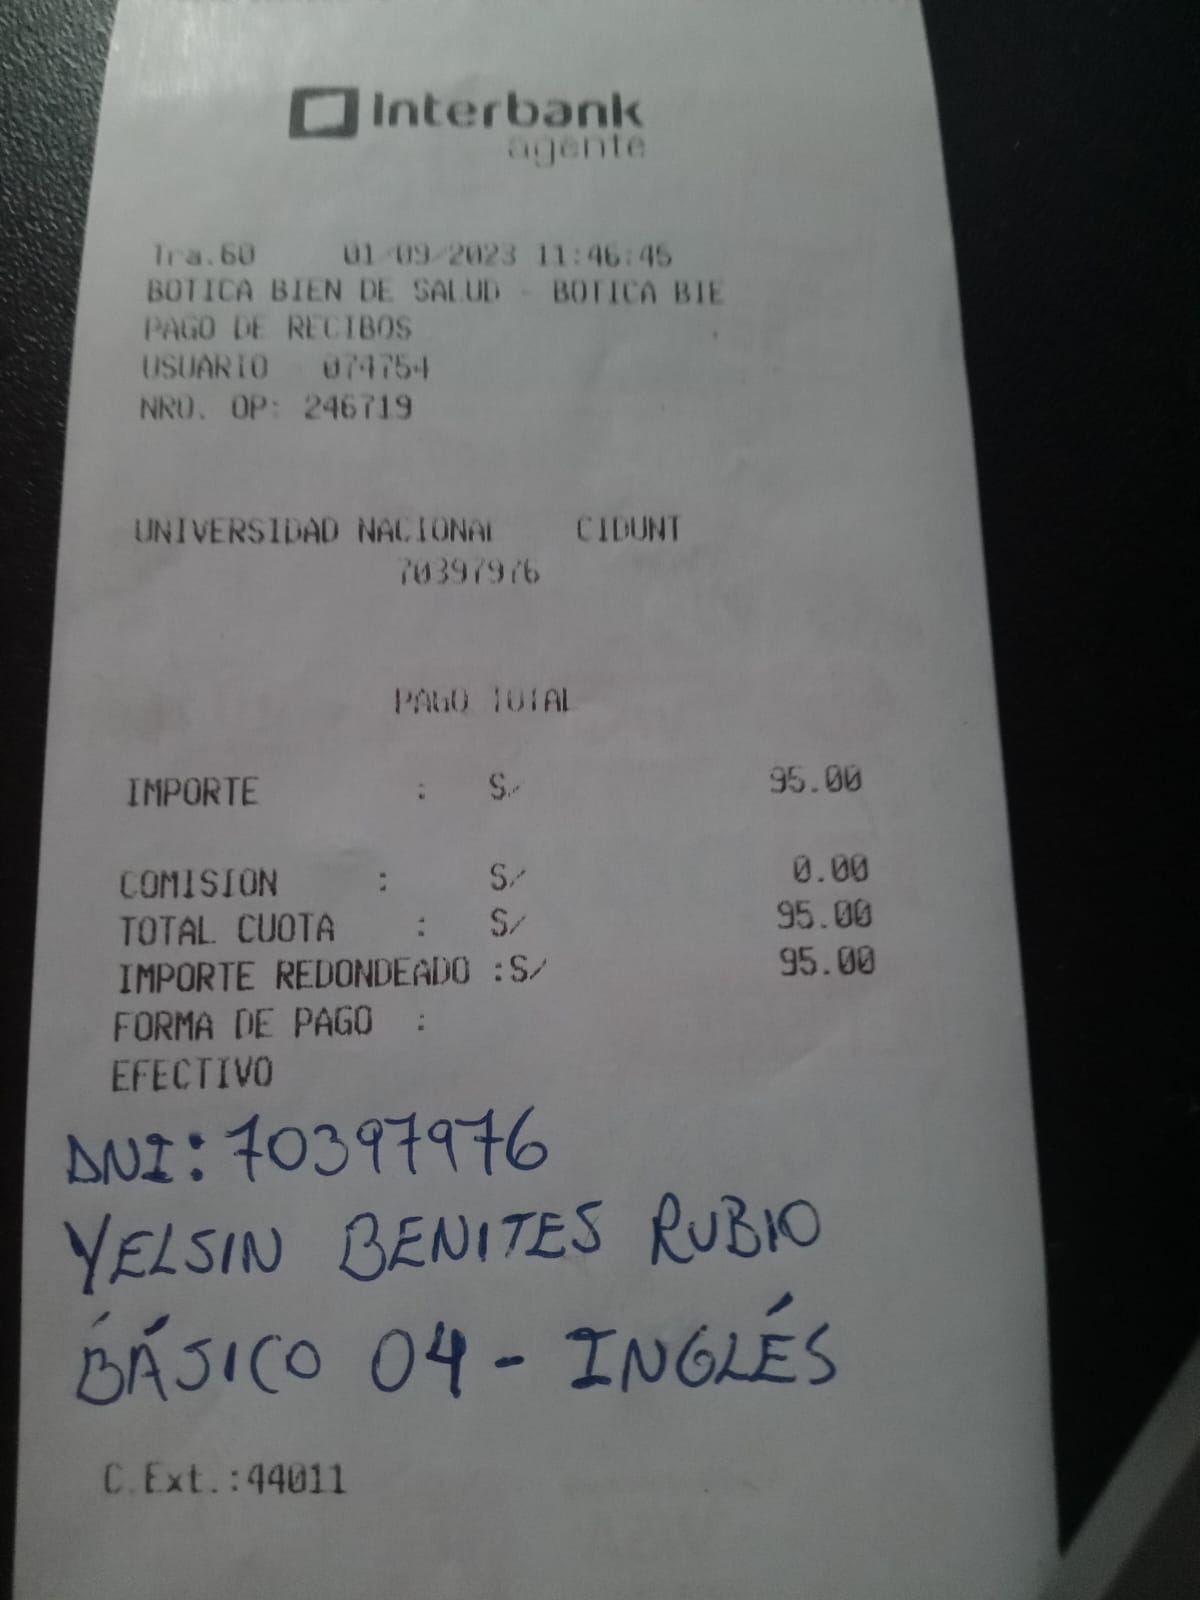 Interbank
agente
Tra.60 01/09/2023 11:46:45
BOTICA BIEN DE SALUD - BOTICA BIE
PAGO DE RECIBOS
USUARIO 074754
NRO. OP: 246719
UNIVERSIDAD NACIONAL CIDUNT
70397976
PAGO TOTAL
IMPORTE : S/ 95.00
COMISION : S/ 0.00
TOTAL CUOTA : S/ 95.00
IMPORTE REDONDEADO :S/ 95.00
FORMA DE PAGO :
EFECTIVO
DNI: 70397976
YELSIN BENITES RUBIO
BÁSICO 04 - INGLÉS
C.Ext.:44011